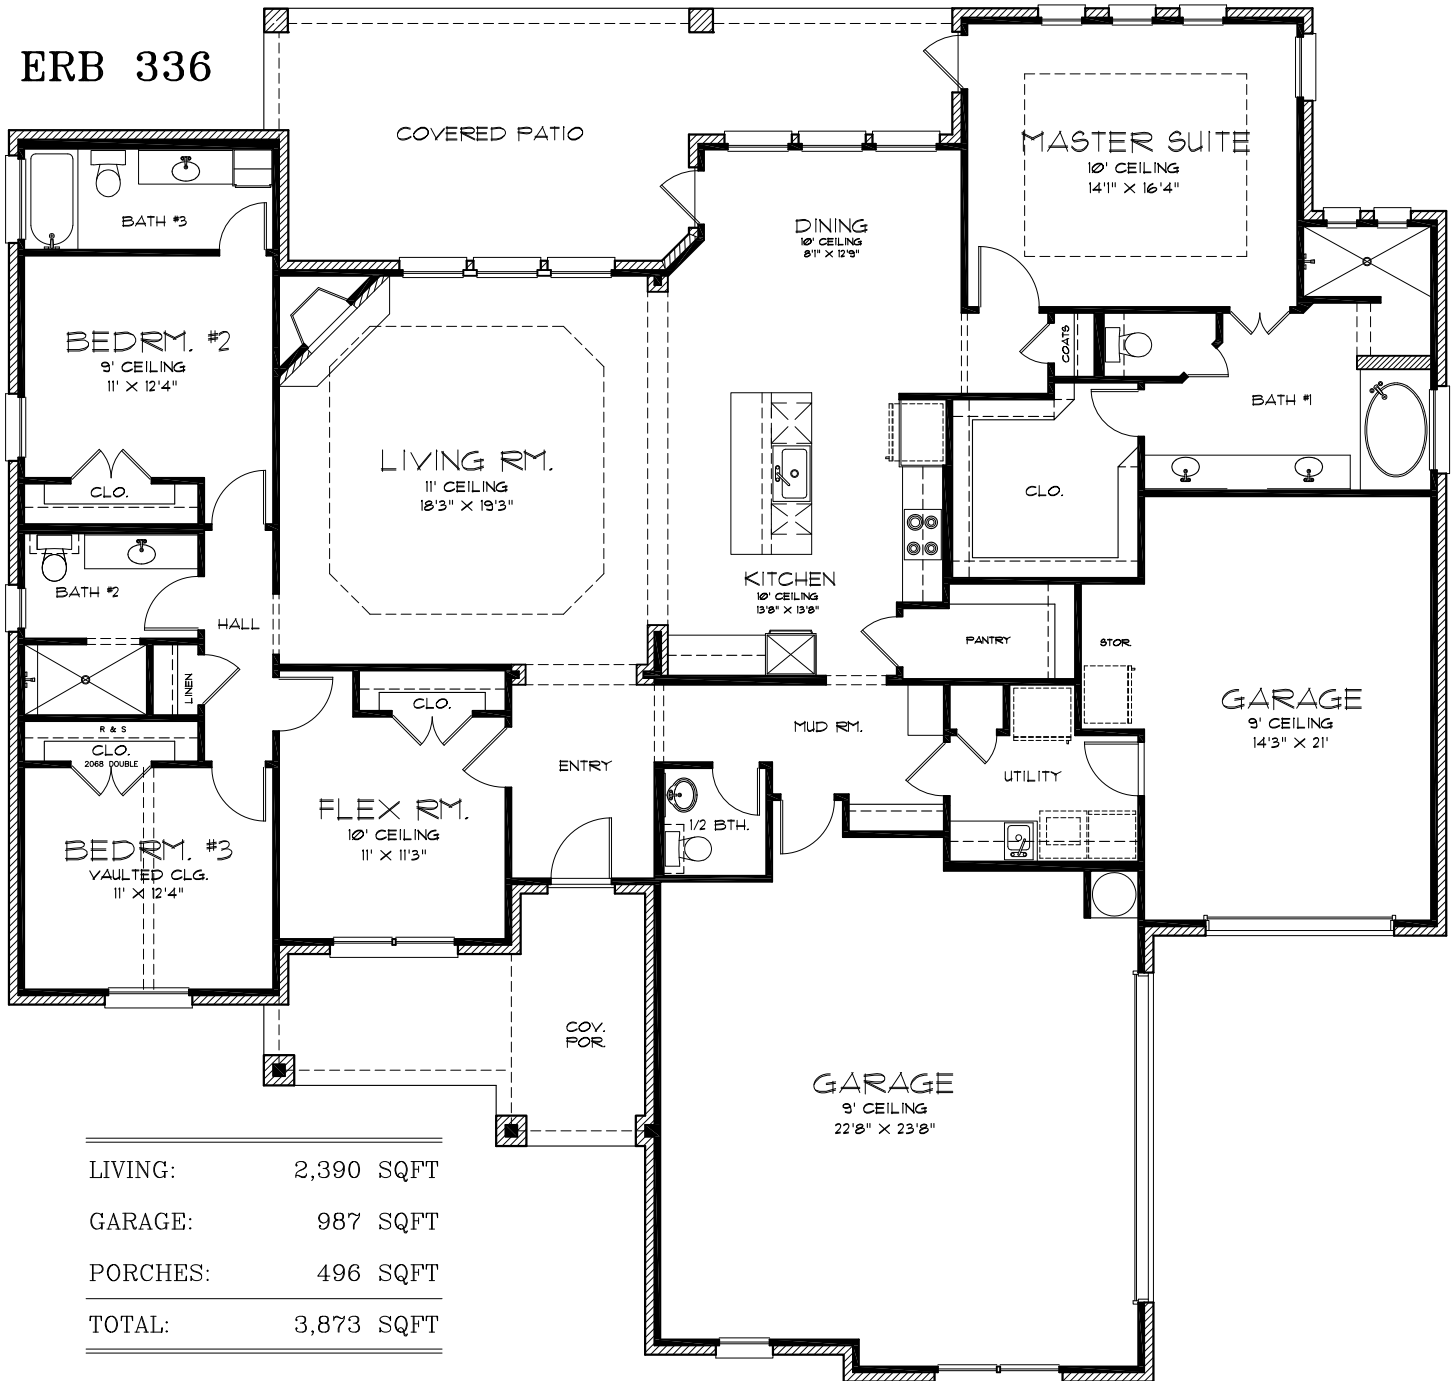 ERB 336
COVERED PATIO
MASTER SUITE
10' CEILING
14'1" X 16'4"
BATH #3
DINING
10' CEILING
8'1" X 12'9"
BEDRM. #2
9' CEILING
11' X 12'4"
COATS
BATH #1
LIVING RM.
11' CEILING
18'3" X 19'3"
CLO.
CLO.
KITCHEN
10' CEILING
13'8" X 13'8"
BATH #2
HALL
PANTRY
STOR.
LINEN
GARAGE
9' CEILING
14'3" X 21'
CLO.
R & S
CLO.
2068 DOUBLE
MUD RM.
ENTRY
UTILITY
FLEX RM.
10' CEILING
11' X 11'3"
1/2 BTH.
BEDRM. #3
VAULTED CLG.
11' X 12'4"
COV.
POR.
GARAGE
9' CEILING
22'8" X 23'8"
LIVING: 2,390 SQFT
GARAGE: 987 SQFT
PORCHES: 496 SQFT
TOTAL: 3,873 SQFT